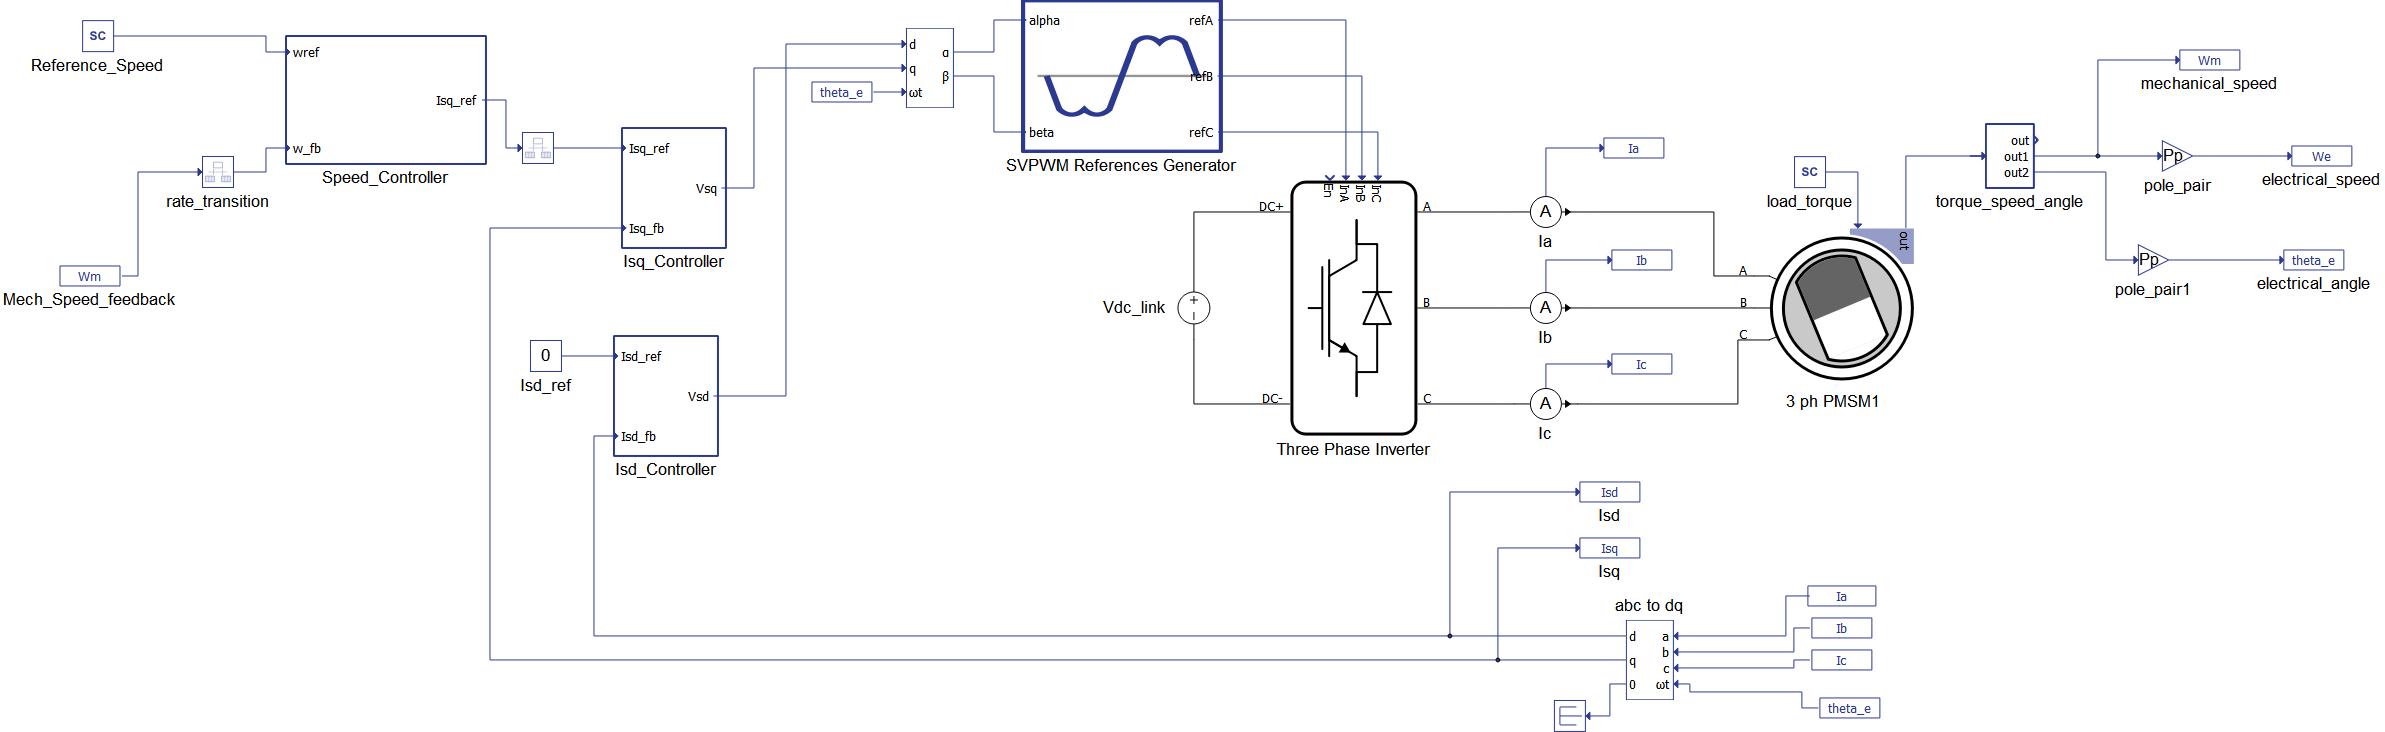 SC
Reference_Speed
wref
w_fb
Isq_ref
Speed_Controller
rate_transition
Wm
Mech_Speed_feedback
Isq_ref
Isq_fb
Vsq
Isq_Controller
0
Isd_ref
Isd_ref
Isd_fb
Vsd
Isd_Controller
theta_e
d
q
ωt
α
β
alpha
beta
refA
refB
refC
SVPWM References Generator
En
InA
InB
InC
DC+
DC-
A
B
C
Three Phase Inverter
Vdc_link
+
A
Ia
Ia
A
Ib
Ib
A
Ic
Ic
SC
load_torque
out
A
B
C
3 ph PMSM1
out
out1
out2
torque_speed_angle
Wm
mechanical_speed
Pp
pole_pair
We
electrical_speed
Pp
pole_pair1
theta_e
electrical_angle
Isd
Isd
Isq
Isq
abc to dq
d
q
0
a
b
c
ωt
Ia
Ib
Ic
theta_e